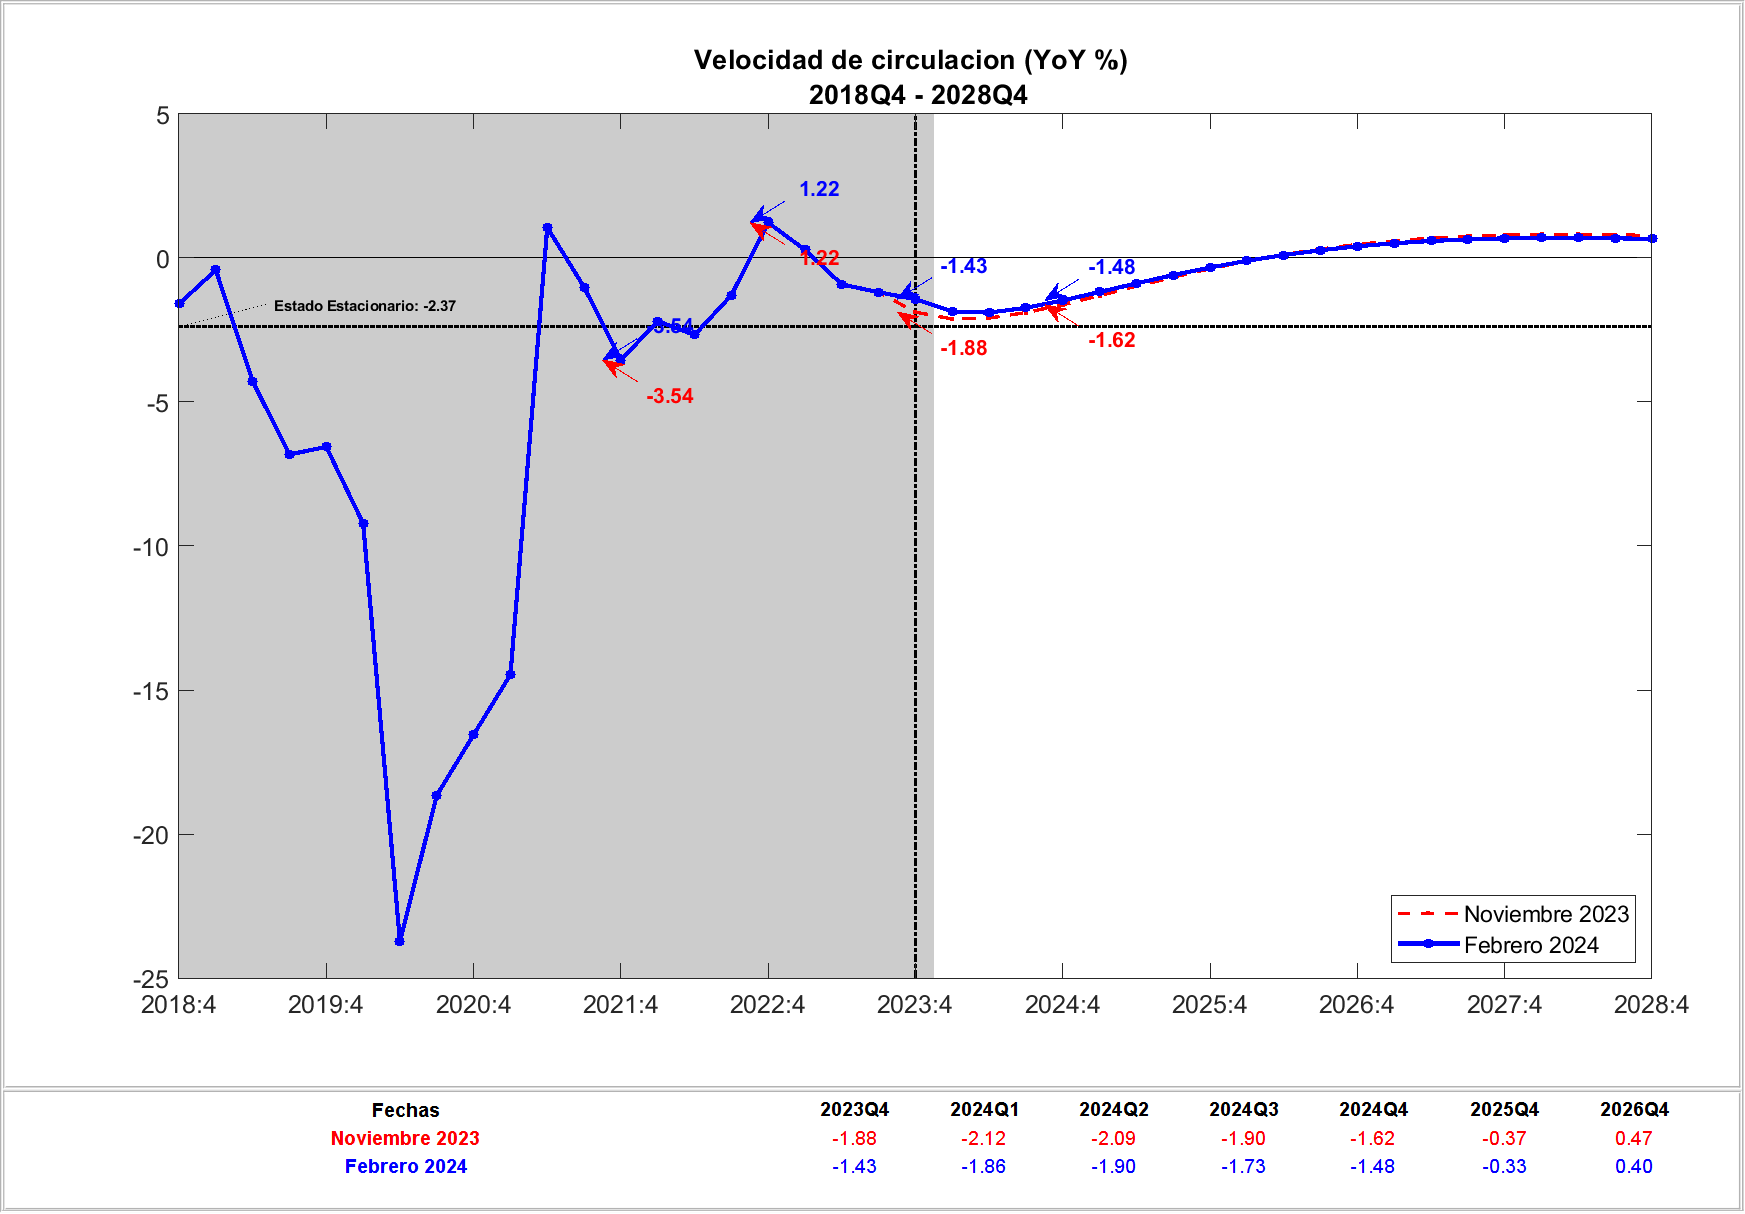 Velocidad de circulacion (YoY %)
2018Q4 - 2028Q4
5
0
-5
-10
-15
-20
-25
1.22
1.22
-1.43
-1.48
Estado Estacionario: -2.37
-3.54
-1.88
-1.62
-3.54
Noviembre 2023
Febrero 2024
2018:4 2019:4 2020:4 2021:4 2022:4 2023:4 2024:4 2025:4 2026:4 2027:4 2028:4
Fechas 2023Q4 2024Q1 2024Q2 2024Q3 2024Q4 2025Q4 2026Q4
Noviembre 2023 -1.88 -2.12 -2.09 -1.90 -1.62 -0.37 0.47
Febrero 2024 -1.43 -1.86 -1.90 -1.73 -1.48 -0.33 0.40